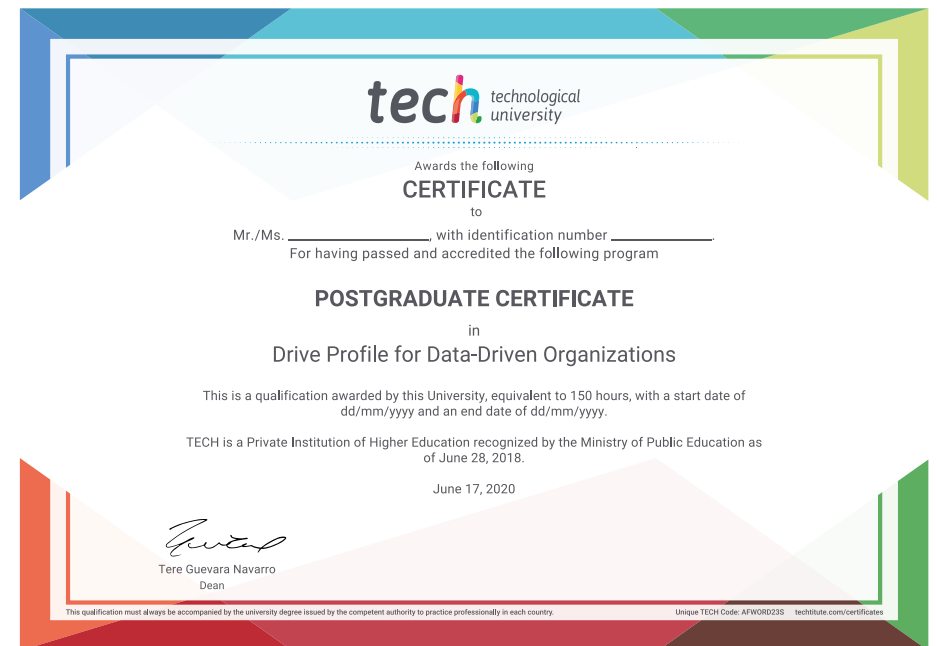 tech technological
university
Awards the following
CERTIFICATE
to
Mr./Ms. ____________________, with identification number ______________.
For having passed and accredited the following program
POSTGRADUATE CERTIFICATE
in
Drive Profile for Data-Driven Organizations
This is a qualification awarded by this University, equivalent to 150 hours, with a start date of
dd/mm/yyyy and an end date of dd/mm/yyyy.
TECH is a Private Institution of Higher Education recognized by the Ministry of Public Education as
of June 28, 2018.
June 17, 2020
Tere Guevara Navarro
Dean
This qualification must always be accompanied by the university degree issued by the competent authority to practice professionally in each country.
Unique TECH Code: AFWORD23S techtitute.com/certificates